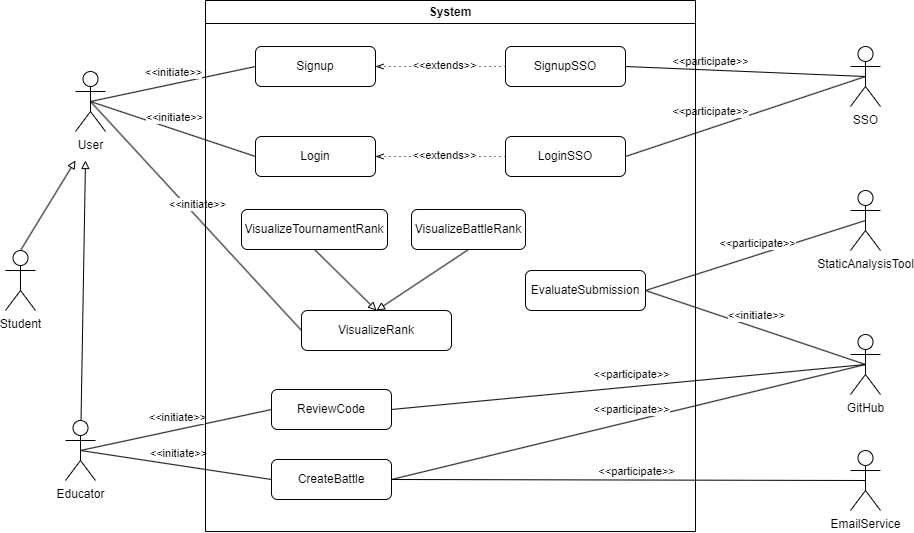 System
<<initiate>>
Signup
<<extends>>
SignupSSO
<<participate>>
SSO
User
<<initiate>>
Login
<<extends>>
LoginSSO
<<participate>>
<<initiate>>
VisualizeTournamentRank
VisualizeBattleRank
<<participate>>
StaticAnalysisTool
EvaluateSubmission
<<initiate>>
Student
VisualizeRank
<<participate>>
GitHub
<<initiate>>
ReviewCode
<<participate>>
<<initiate>>
CreateBattle
<<participate>>
Educator
EmailService